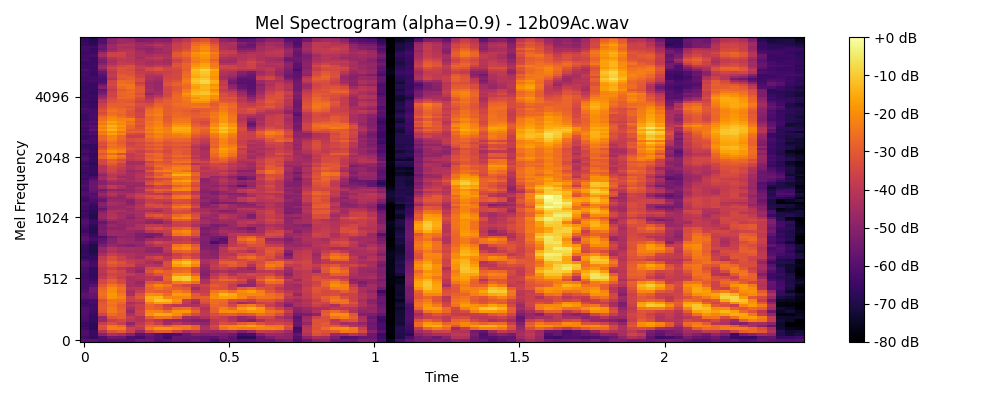 Mel Spectrogram (alpha=0.9) - 12b09Ac.wav
Mel Frequency
4096
2048
1024
512
0
0
0.5
1
1.5
2
Time
+0 dB
-10 dB
-20 dB
-30 dB
-40 dB
-50 dB
-60 dB
-70 dB
-80 dB